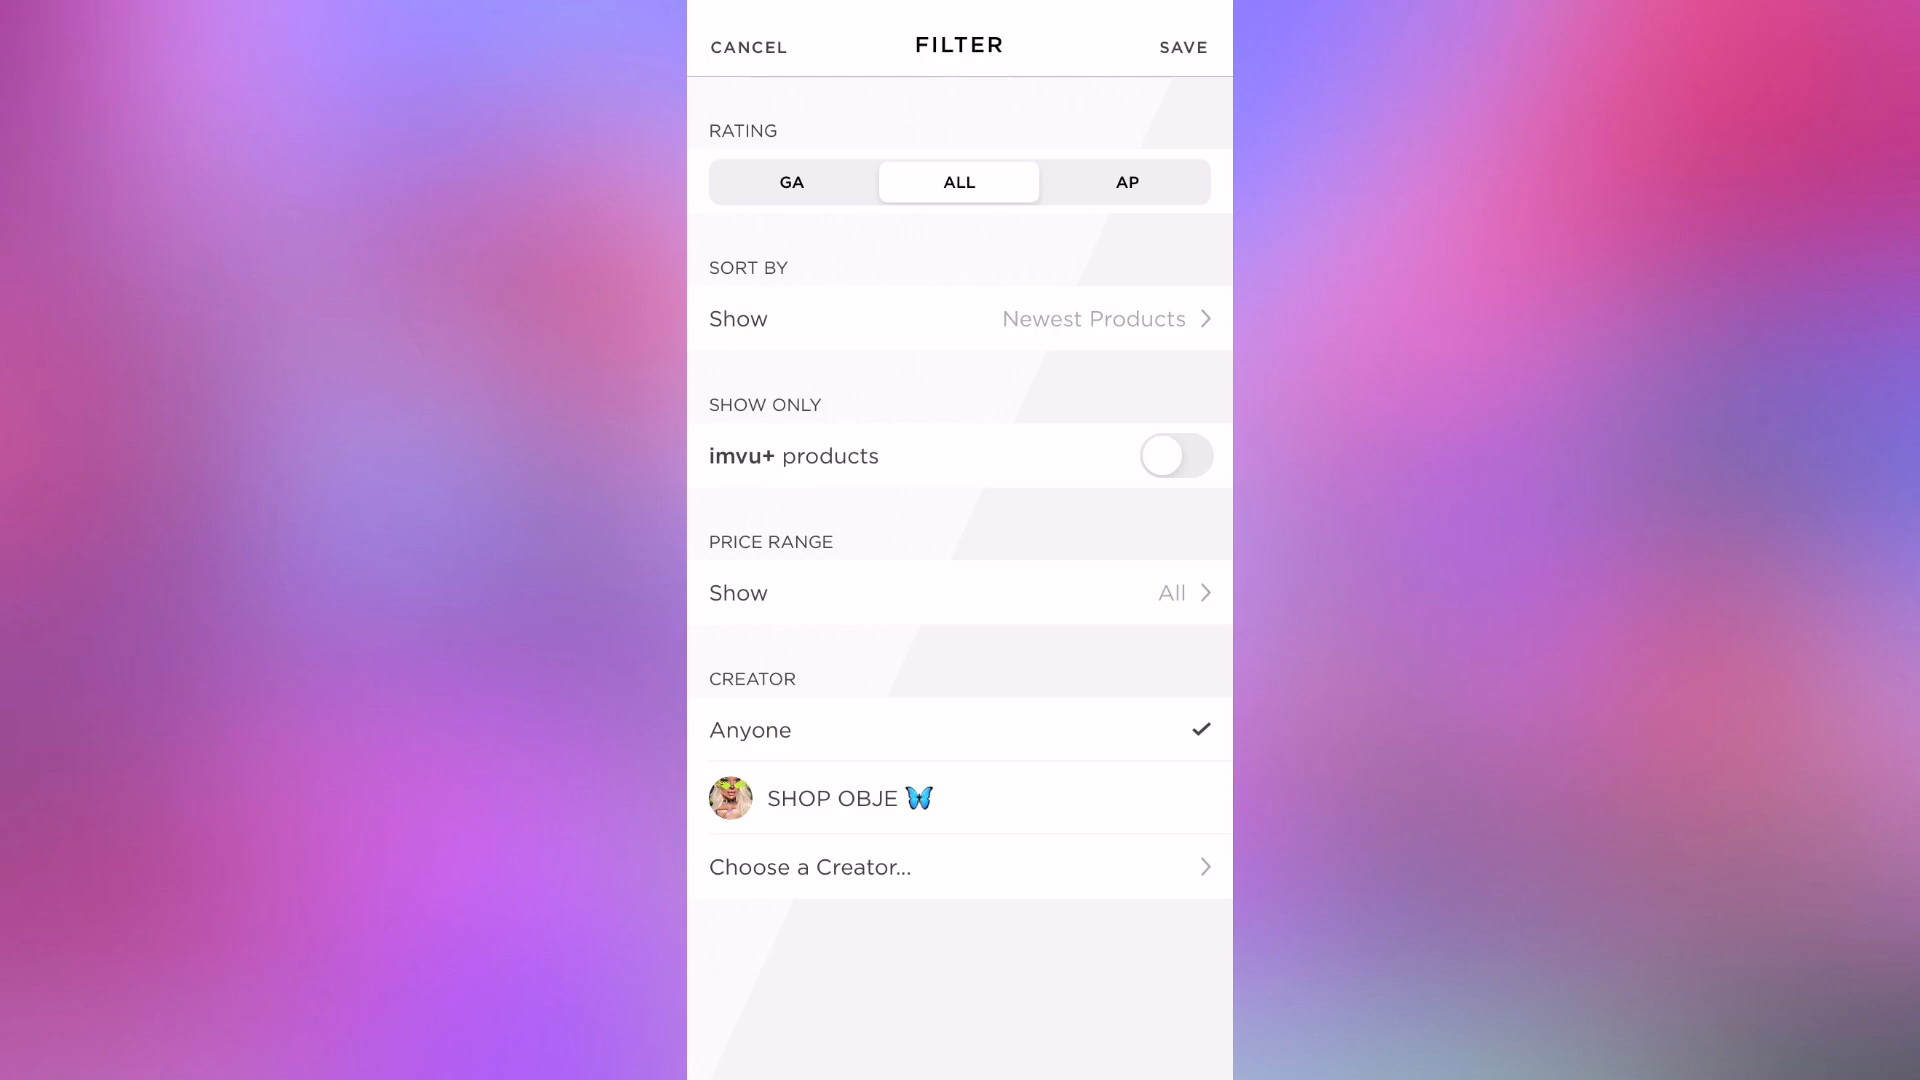 CANCEL FILTER SAVE
RATING
GA ALL AP
SORT BY
Show Newest Products
SHOW ONLY
imvu+ products
PRICE RANGE
Show All
CREATOR
Anyone
SHOP OBJE 🦋
Choose a Creator...